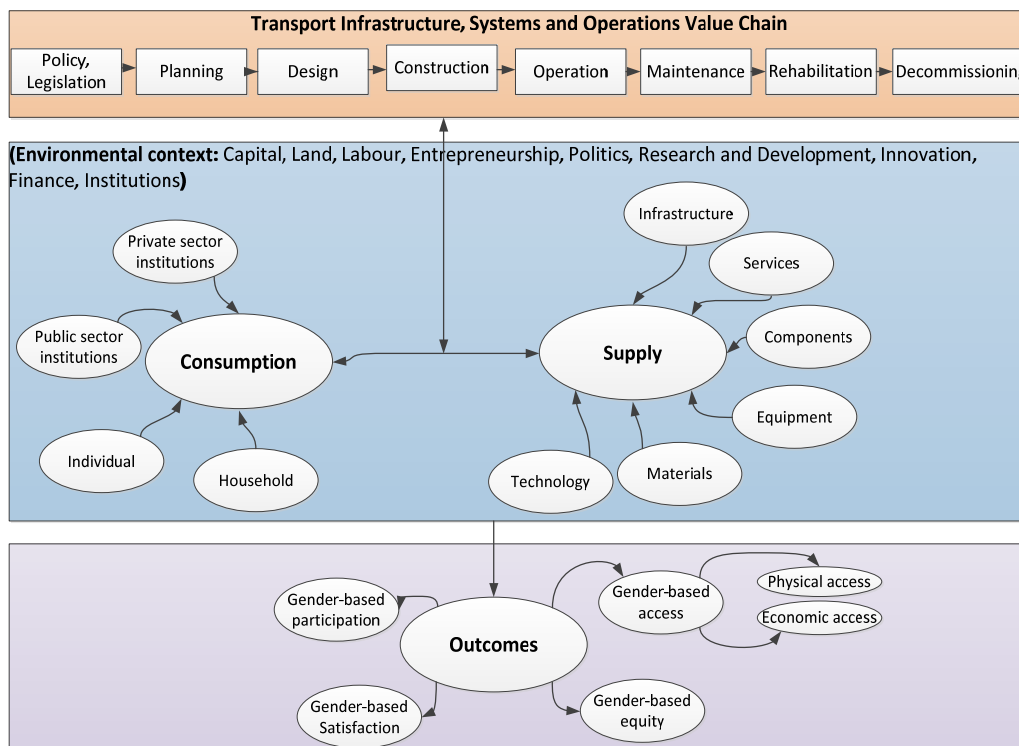 Transport Infrastructure, Systems and Operations Value Chain
Policy,
Legislation
Planning
Design
Construction
Operation
Maintenance
Rehabilitation
Decommissioning
(Environmental context: Capital, Land, Labour, Entrepreneurship, Politics, Research and Development, Innovation,
Finance, Institutions)
Private sector
institutions
Public sector
institutions
Consumption
Individual
Household
Infrastructure
Services
Components
Supply
Equipment
Materials
Technology
Outcomes
Gender-based
participation
Gender-based
access
Physical access
Economic access
Gender-based
Satisfaction
Gender-based
equity